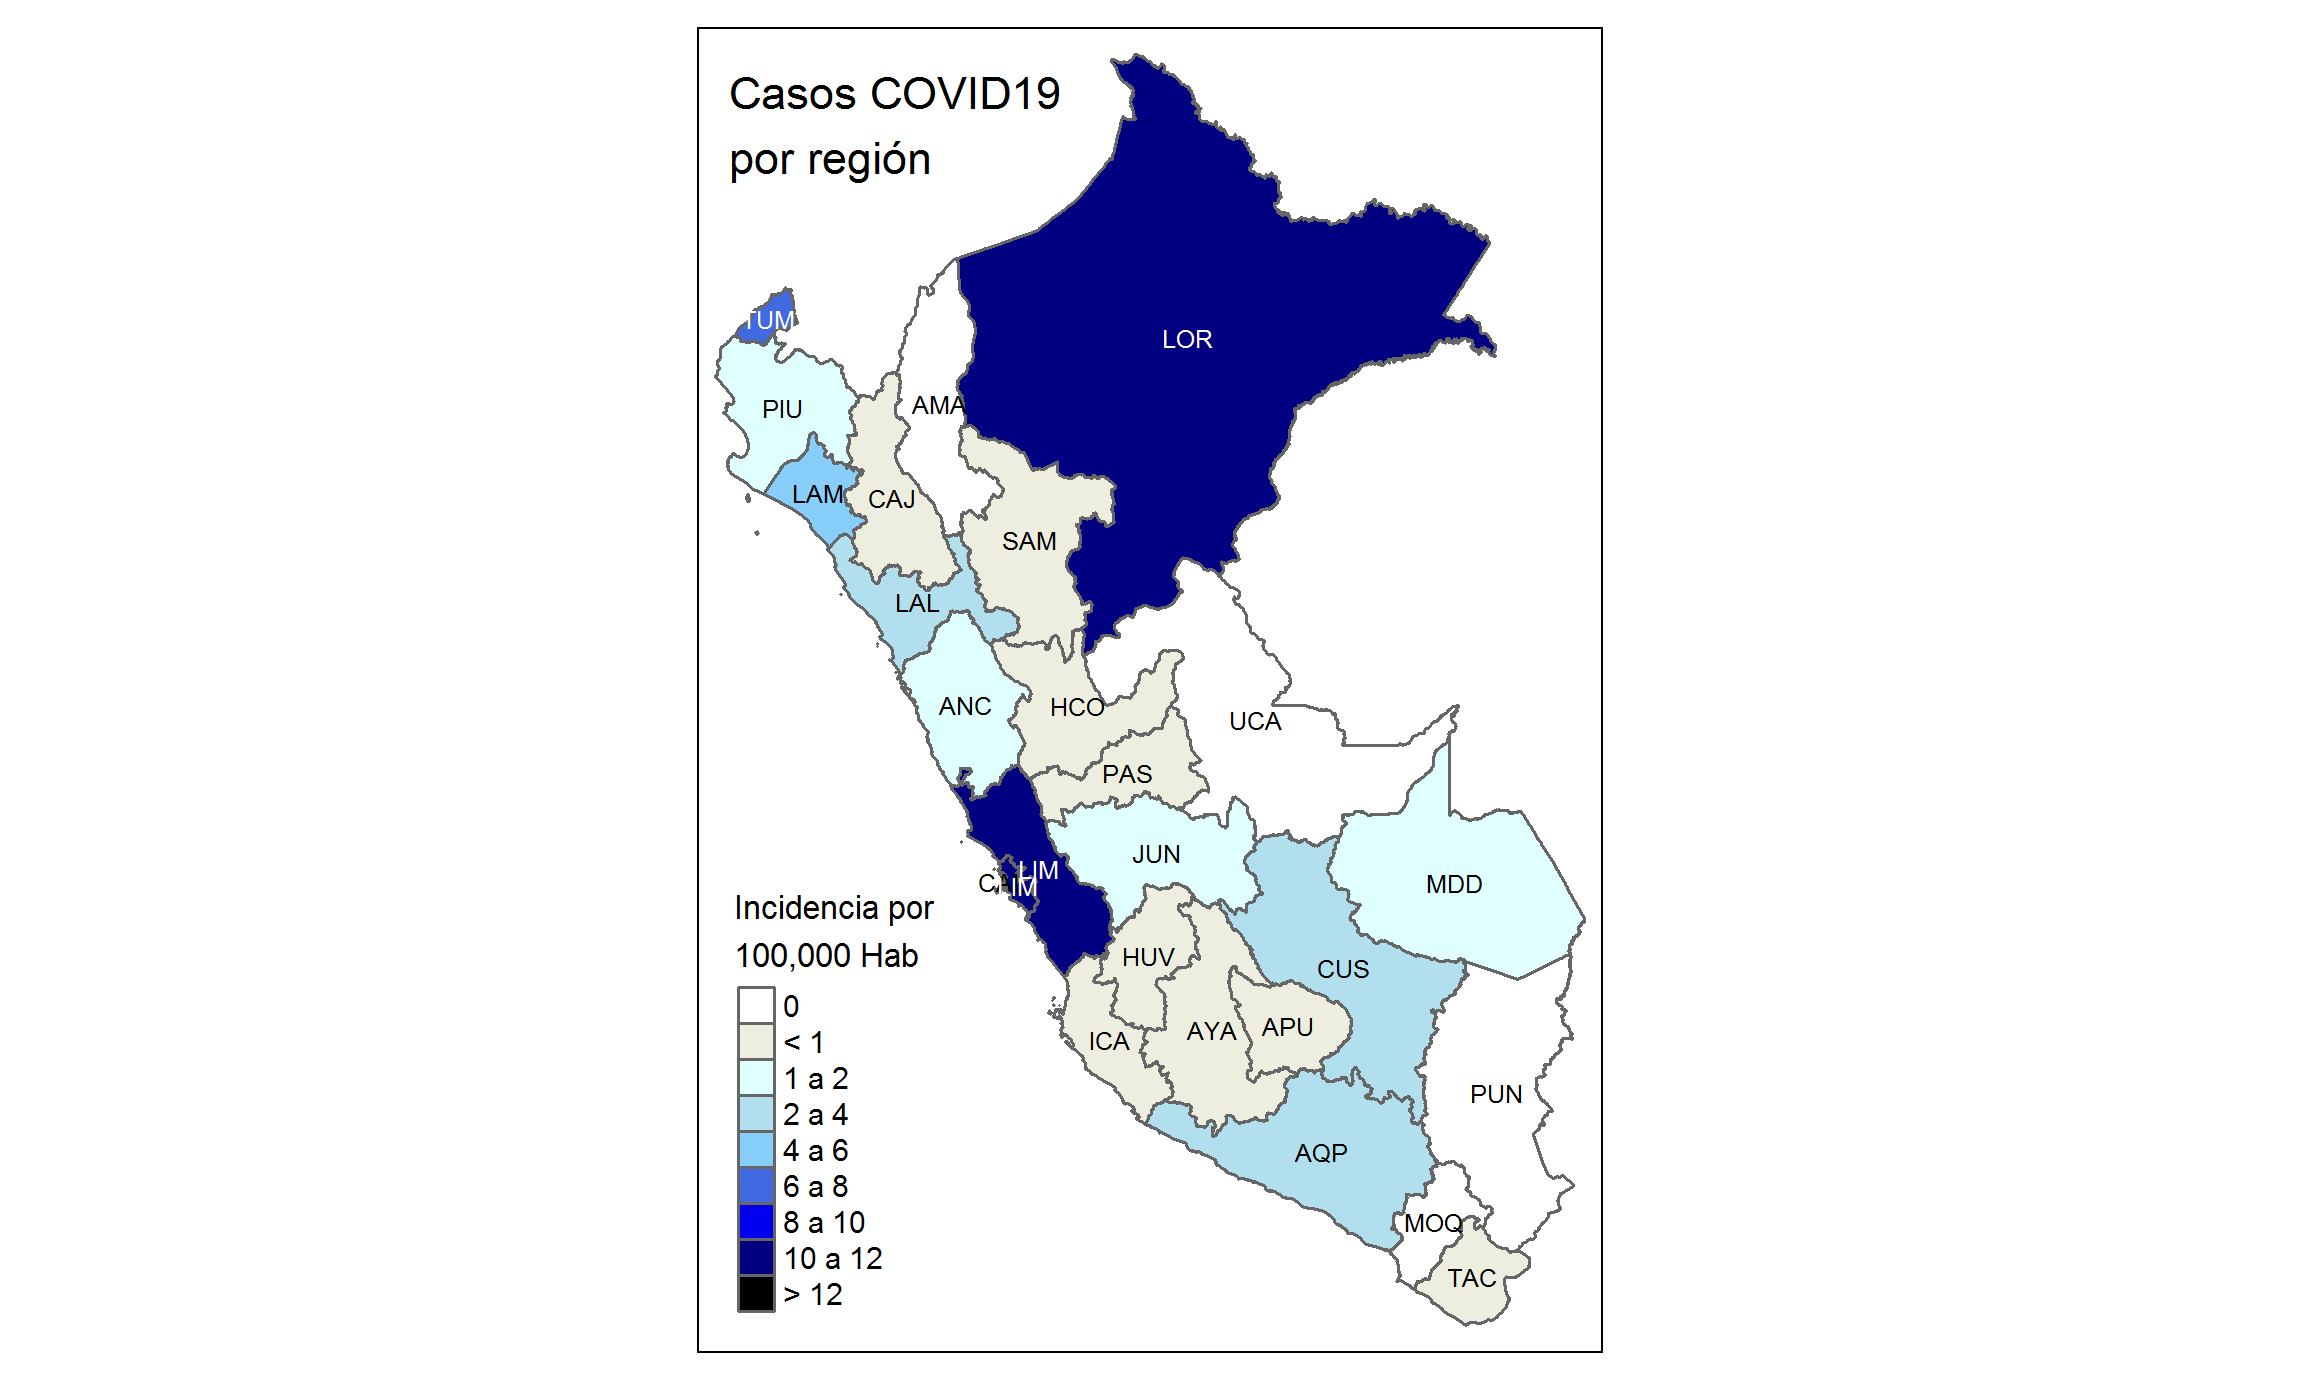 Casos COVID19
por región
TUM
LOR
AMA
PIU
LAM
CAJ
SAM
LAL
ANC
HCO
UCA
PAS
JUN
LIM
MDD
HUV
CUS
ICA
AYA
APU
PUN
AQP
MOQ
TAC
Incidencia por
100,000 Hab
0
< 1
1 a 2
2 a 4
4 a 6
6 a 8
8 a 10
10 a 12
> 12